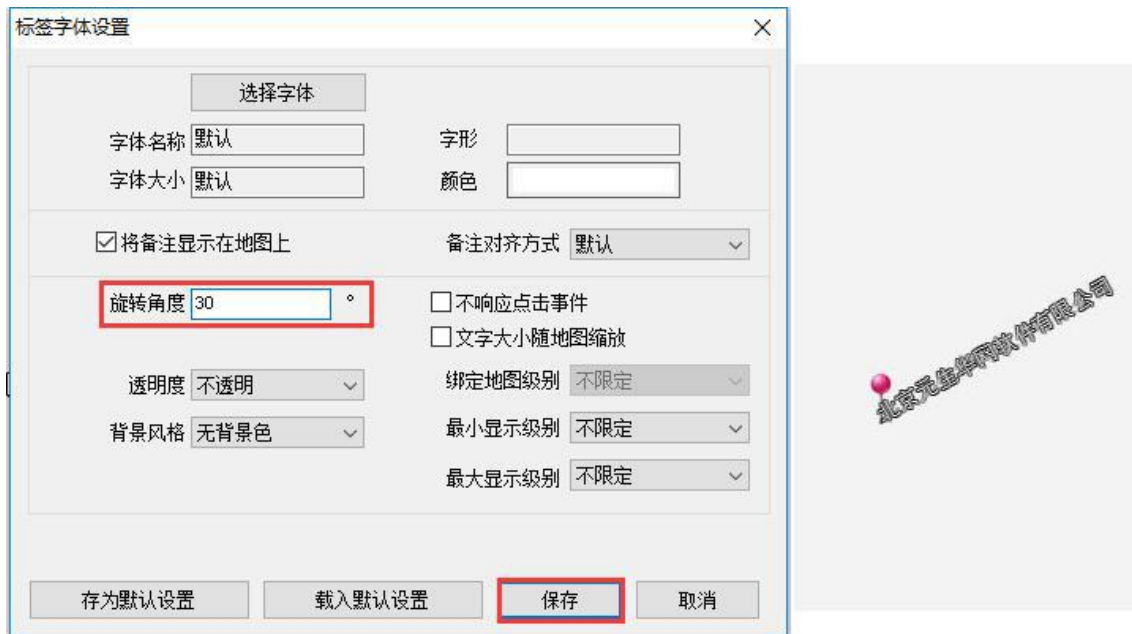 标签字体设置
选择字体
字体名称 默认 字形
字体大小 默认 颜色
将备注显示在地图上 备注对齐方式 默认
旋转角度 30 ° 不响应点击事件
文字大小随地图缩放
透明度 不透明 绑定地图级别 不限定
背景风格 无背景色 最小显示级别 不限定
最大显示级别 不限定
存为默认设置 载入默认设置 保存 取消
北京元生华网软件有限公司